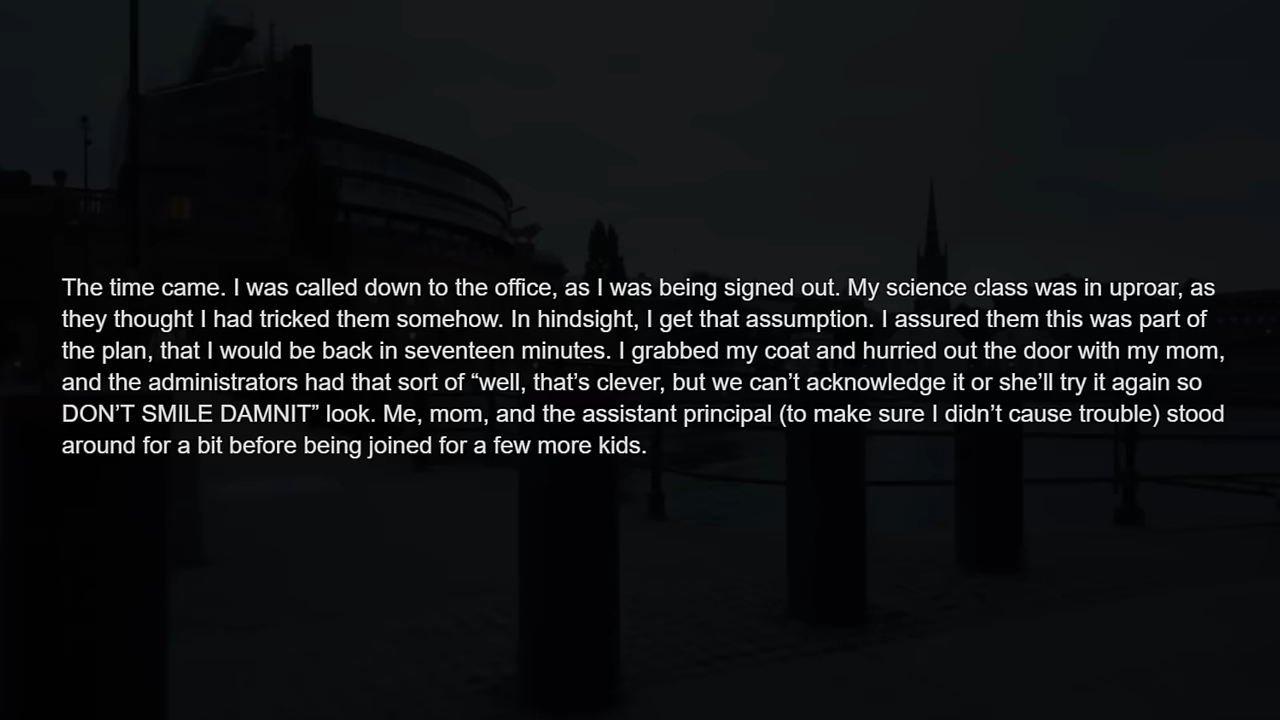 The time came. I was called down to the office, as I was being signed out. My science class was in uproar, as
they thought I had tricked them somehow. In hindsight, I get that assumption. I assured them this was part of
the plan, that I would be back in seventeen minutes. I grabbed my coat and hurried out the door with my mom,
and the administrators had that sort of “well, that’s clever, but we can’t acknowledge it or she’ll try it again so
DON’T SMILE DAMNIT” look. Me, mom, and the assistant principal (to make sure I didn’t cause trouble) stood
around for a bit before being joined for a few more kids.